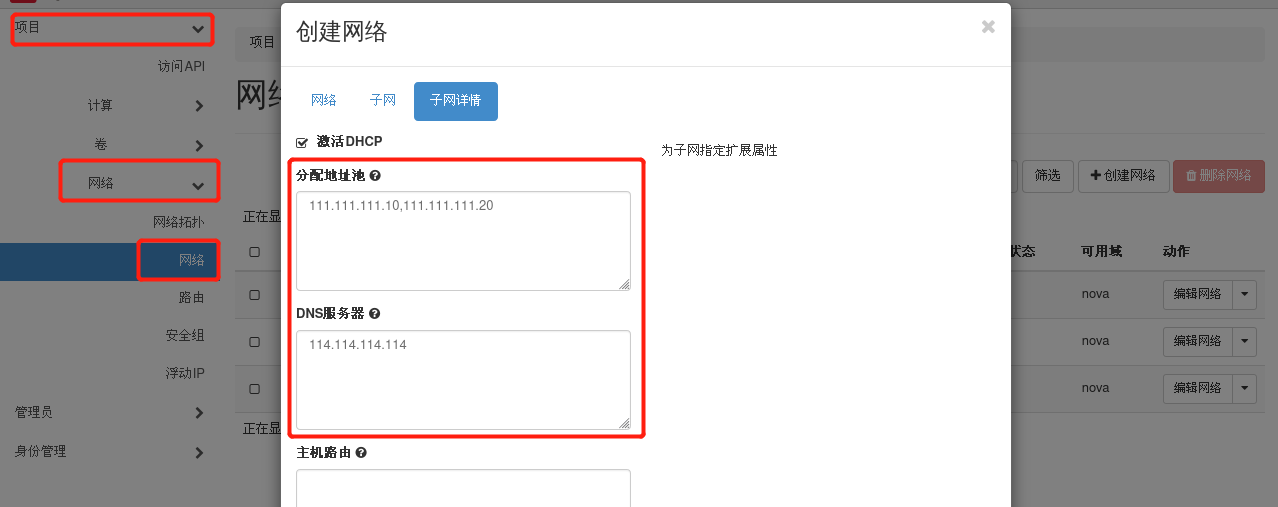 项目
访问API
计算
卷
网络
网络拓扑
网络
路由
安全组
浮动IP
管理员
身份管理
项目
正在显
正在显
创建网络
×
网络 子网 子网详情
激活DHCP
为子网指定扩展属性
分配地址池
111.111.111.10,111.111.111.20
DNS服务器
114.114.114.114
主机路由
筛选 创建网络 删除网络
状态 可用域 动作
nova 编辑网络
nova 编辑网络
nova 编辑网络